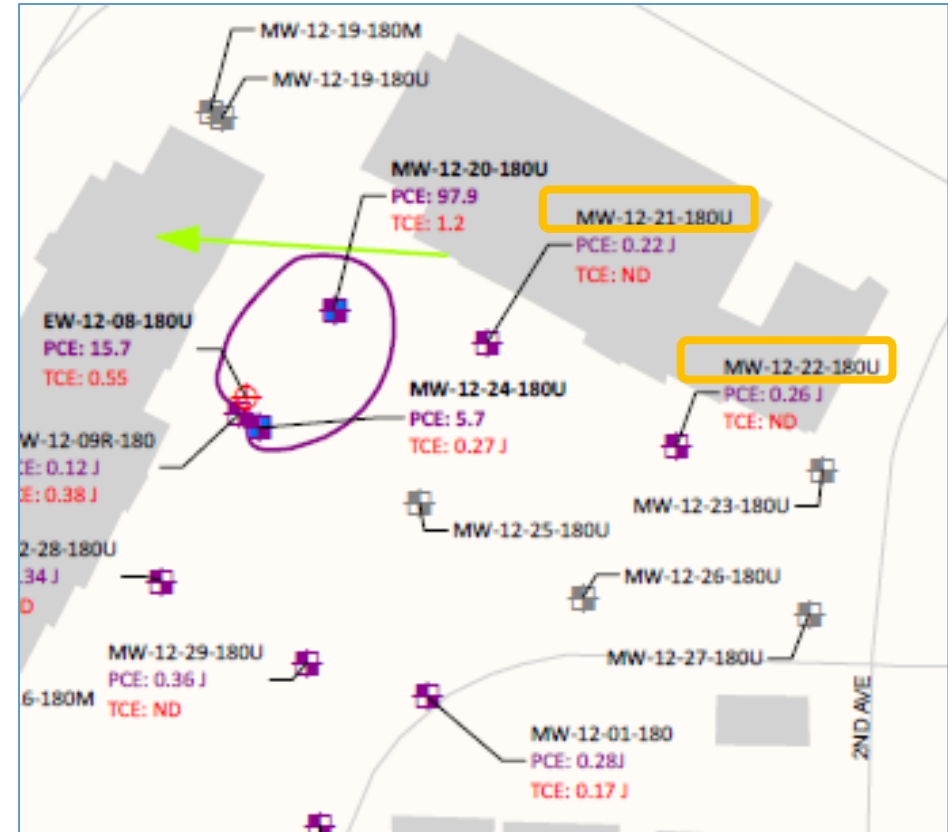 MW-12-19-180M
MW-12-19-180U
MW-12-20-180U
PCE: 97.9
TCE: 1.2
MW-12-21-180U
PCE: 0.22 J
TCE: ND
EW-12-08-180U
PCE: 15.7
TCE: 0.55
MW-12-22-180U
PCE: 0.26 J
TCE: ND
MW-12-24-180U
PCE: 5.7
TCE: 0.27 J
W-12-09R-180
CE: 0.12 J
CE: 0.38 J
MW-12-23-180U
MW-12-25-180U
2-28-180U
.34 J
D
MW-12-26-180U
MW-12-27-180U
MW-12-29-180U
PCE: 0.36 J
TCE: ND
6-180M
2ND AVE
MW-12-01-180
PCE: 0.28J
TCE: 0.17 J